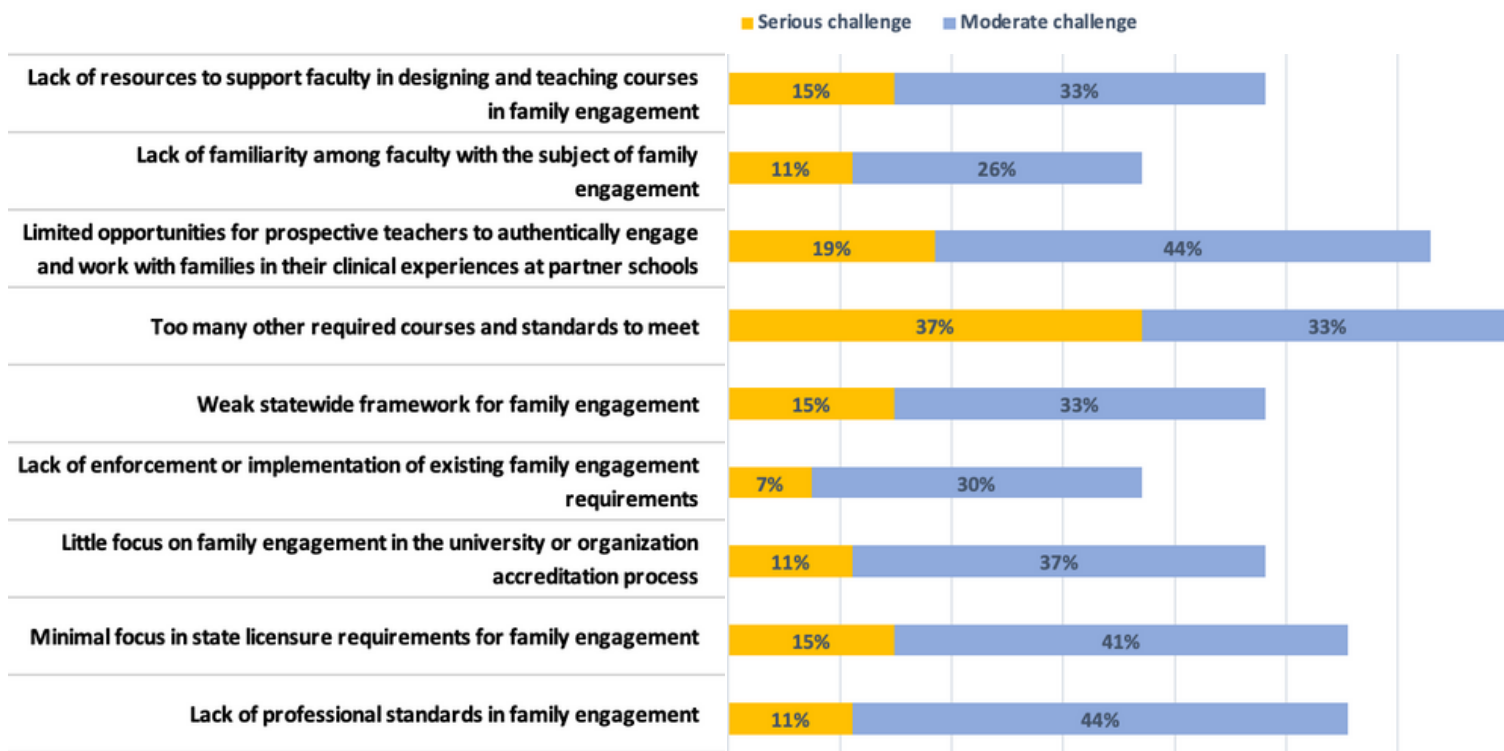 Serious challenge Moderate challenge
Lack of resources to support faculty in designing and teaching courses
in family engagement
15% 33%
Lack of familiarity among faculty with the subject of family
engagement
11% 26%
Limited opportunities for prospective teachers to authentically engage
and work with families in their clinical experiences at partner schools
19% 44%
Too many other required courses and standards to meet
37% 33%
Weak statewide framework for family engagement
15% 33%
Lack of enforcement or implementation of existing family engagement
requirements
7% 30%
Little focus on family engagement in the university or organization
accreditation process
11% 37%
Minimal focus in state licensure requirements for family engagement
15% 41%
Lack of professional standards in family engagement
11% 44%